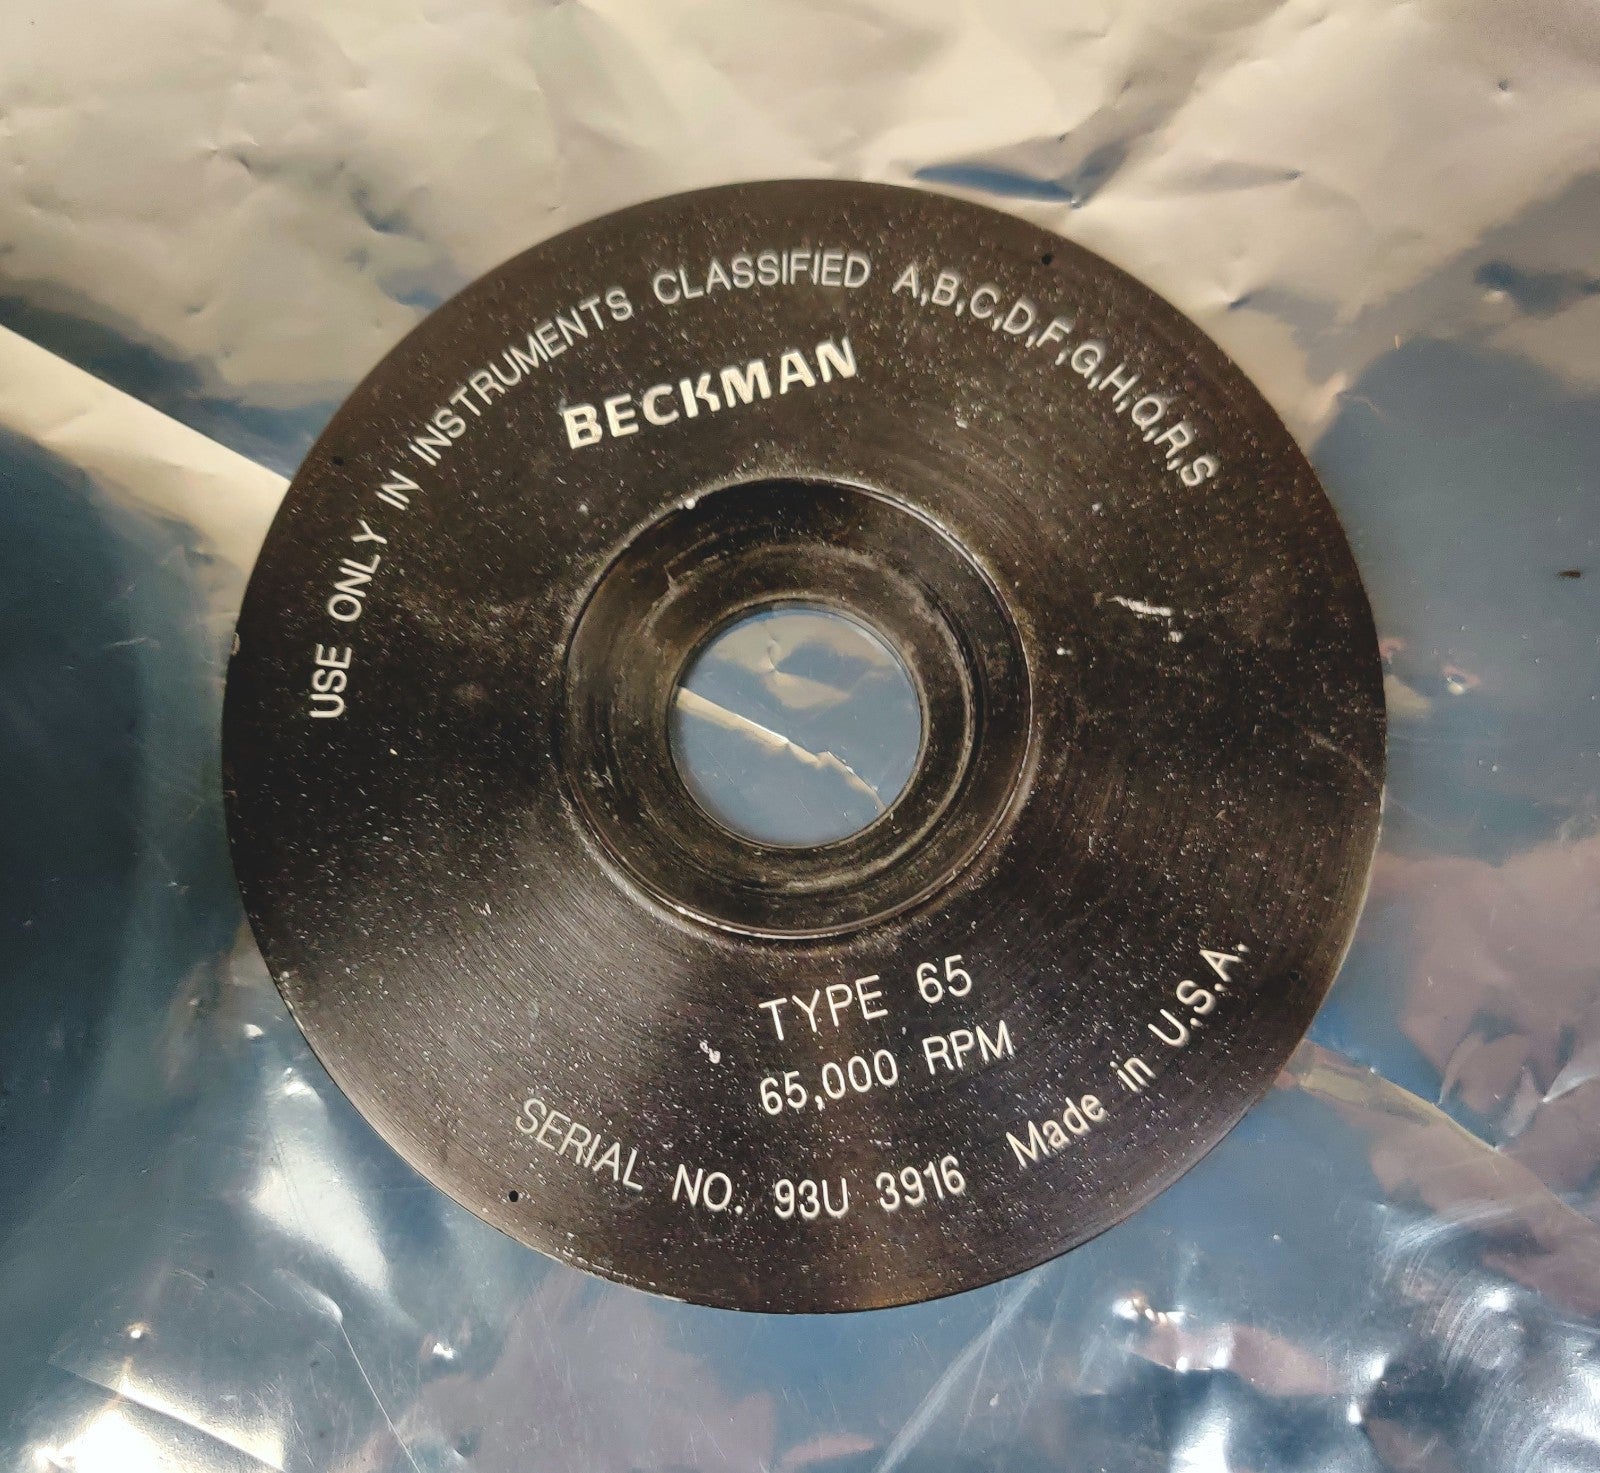 USE ONLY IN INSTRUMENTS CLASSIFIED A,B,C,D,F,G,H,Q,R,S
BECKMAN
TYPE 65
65,000 RPM
SERIAL NO. 93U 3916 Made in U.S.A.